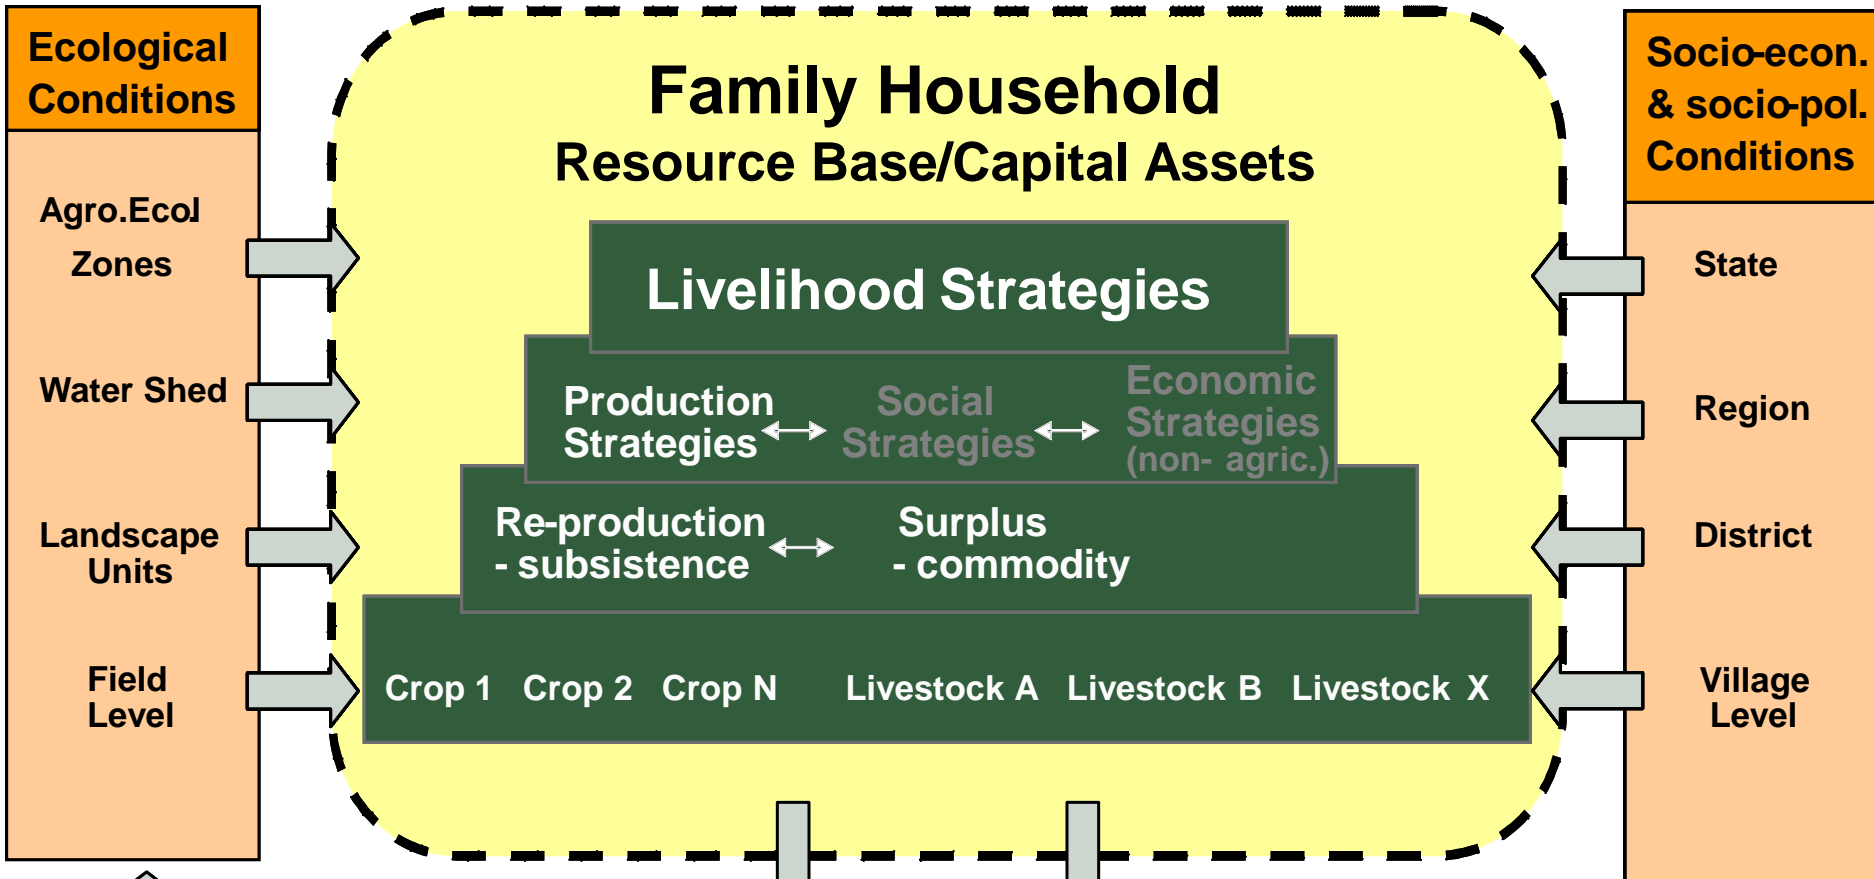 Ecological
Conditions
Agro.Ecol.
Zones
Water Shed
Landscape
Units
Field
Level
Family Household
Resource Base/Capital Assets
Livelihood Strategies
Production
Strategies
Social
Strategies
Economic
Strategies
(non- agric.)
Re-production
- subsistence
Surplus
- commodity
Crop 1 Crop 2 Crop N Livestock A Livestock B Livestock X
Socio-econ.
& socio-pol.
Conditions
State
Region
District
Village
Level